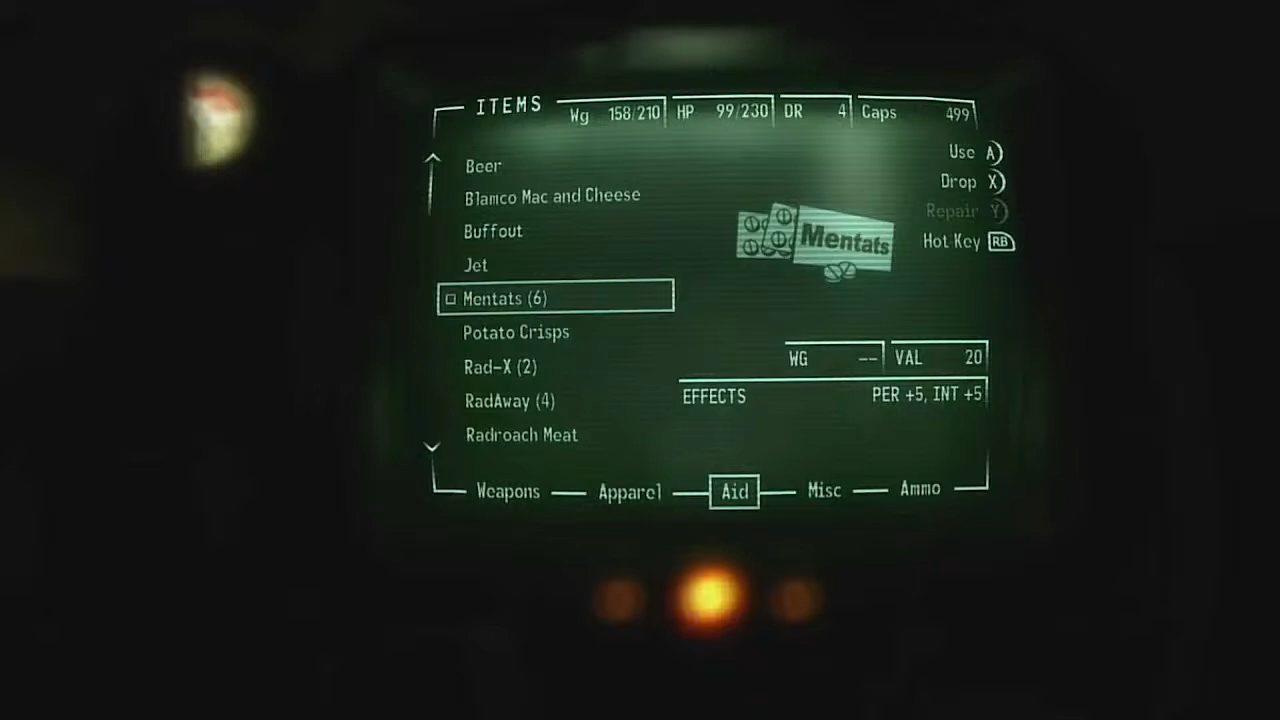 ITEMS Wg 158/210 HP 99/230 DR 4 Caps 499
Use A)
Drop X)
Repair Y)
Hot Key RB
Beer
Blamco Mac and Cheese
Buffout
Jet
Mentats (6)
Potato Crisps
Rad-X (2)
RadAway (4)
Radroach Meat
Mentats
WG -- VAL 20
EFFECTS PER +5, INT +5
Weapons Apparel Aid Misc Ammo